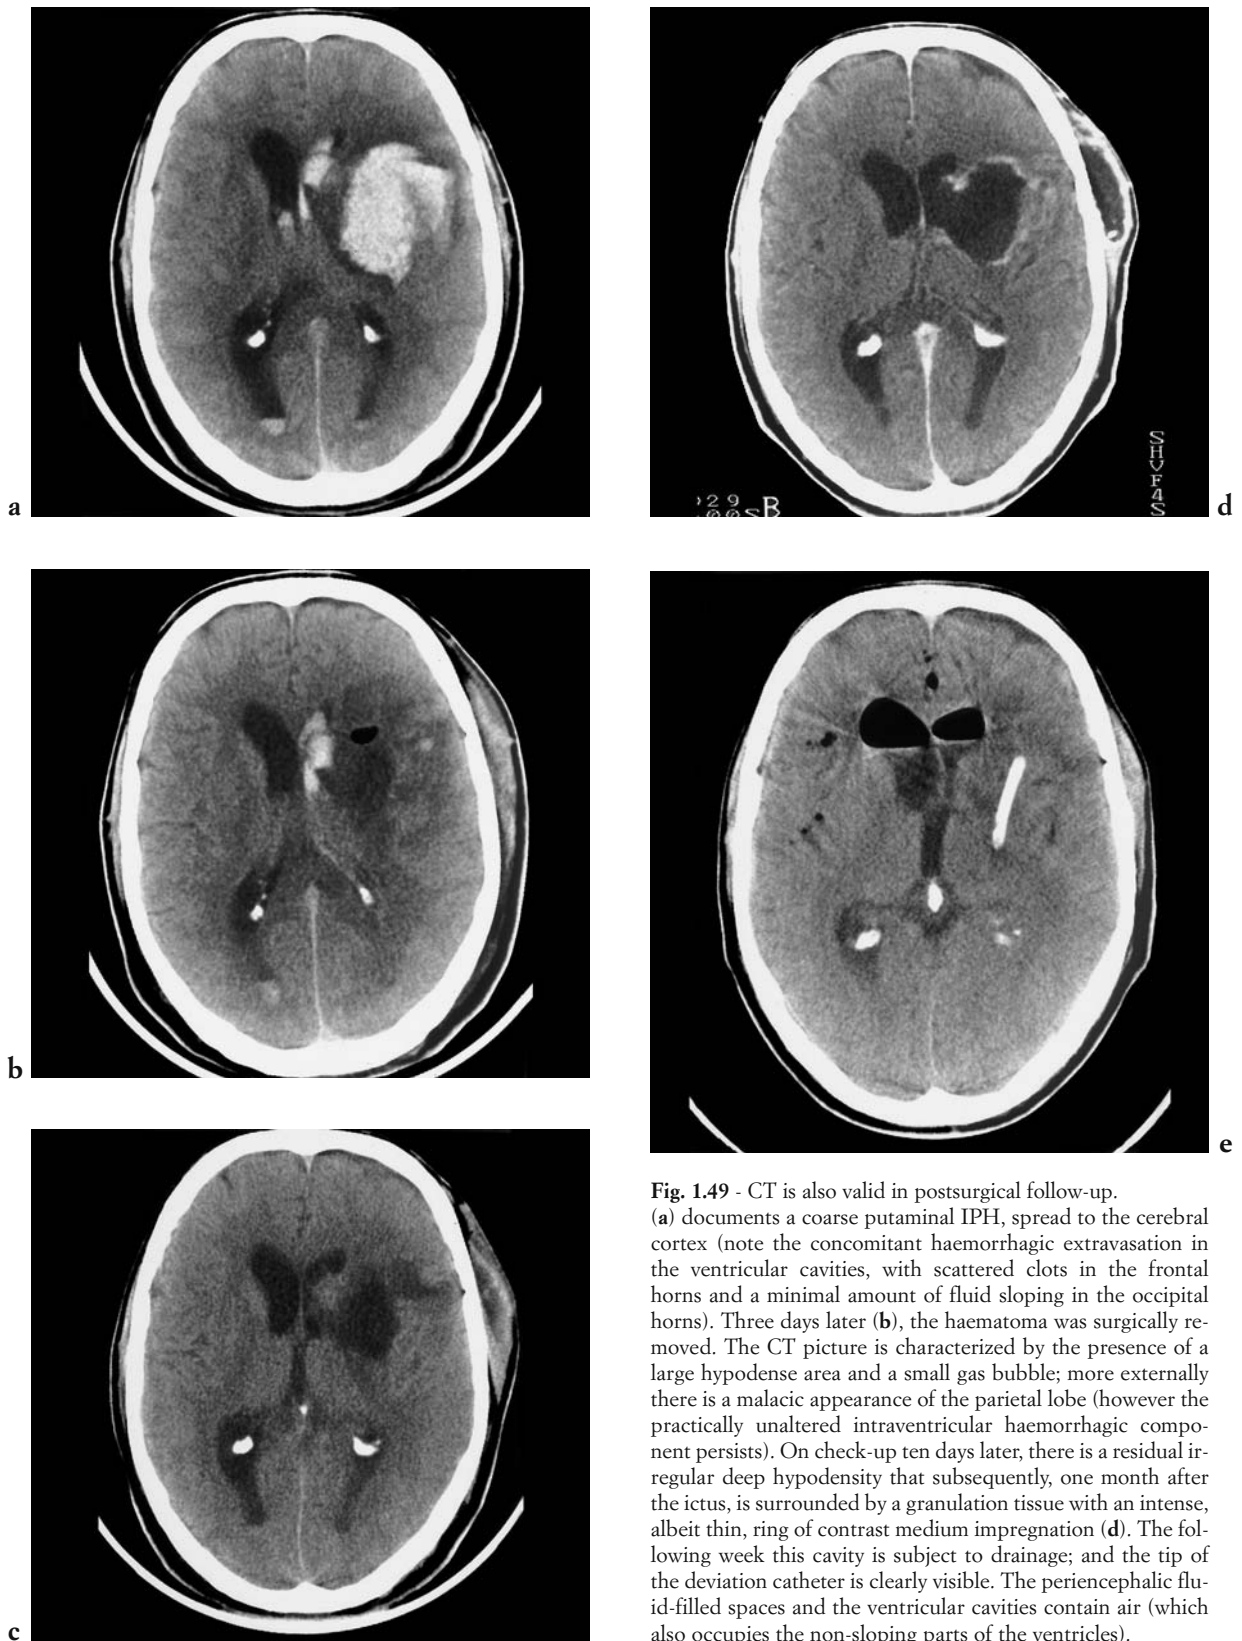 a
›29
.00sB
SHVF4S
d
b
e
c
Fig. 1.49 - CT is also valid in postsurgical follow-up.
(a) documents a coarse putaminal IPH, spread to the cerebral
cortex (note the concomitant haemorrhagic extravasation in
the ventricular cavities, with scattered clots in the frontal
horns and a minimal amount of fluid sloping in the occipital
horns). Three days later (b), the haematoma was surgically re-
moved. The CT picture is characterized by the presence of a
large hypodense area and a small gas bubble; more externally
there is a malacic appearance of the parietal lobe (however the
practically unaltered intraventricular haemorrhagic compo-
nent persists). On check-up ten days later, there is a residual ir-
regular deep hypodensity that subsequently, one month after
the ictus, is surrounded by a granulation tissue with an intense,
albeit thin, ring of contrast medium impregnation (d). The fol-
lowing week this cavity is subject to drainage; and the tip of
the deviation catheter is clearly visible. The periencephalic flu-
id-filled spaces and the ventricular cavities contain air (which
also occupies the non-sloping parts of the ventricles).